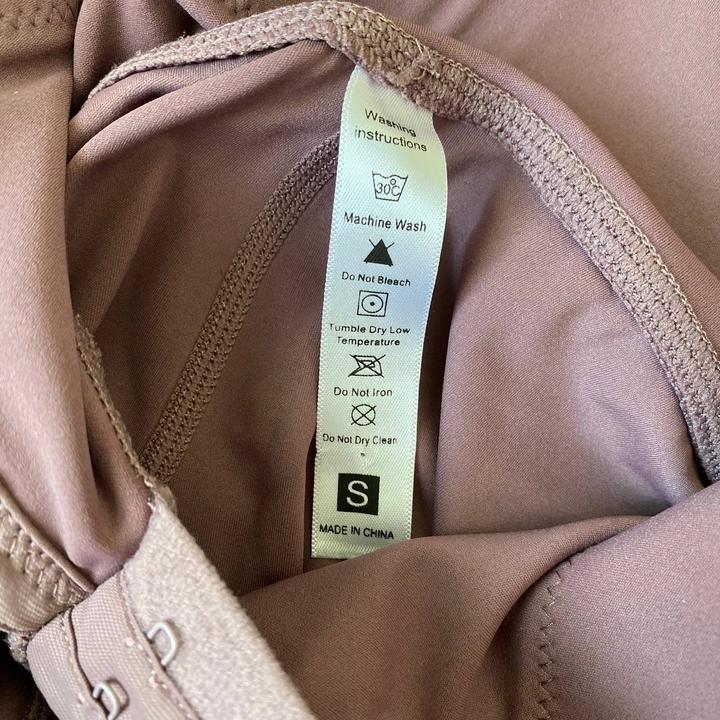 Washing
instructions
30°C
Machine Wash
Do Not Bleach
Tumble Dry Low
Temperature
Do Not Iron
Do Not Dry Clean
S
MADE IN CHINA